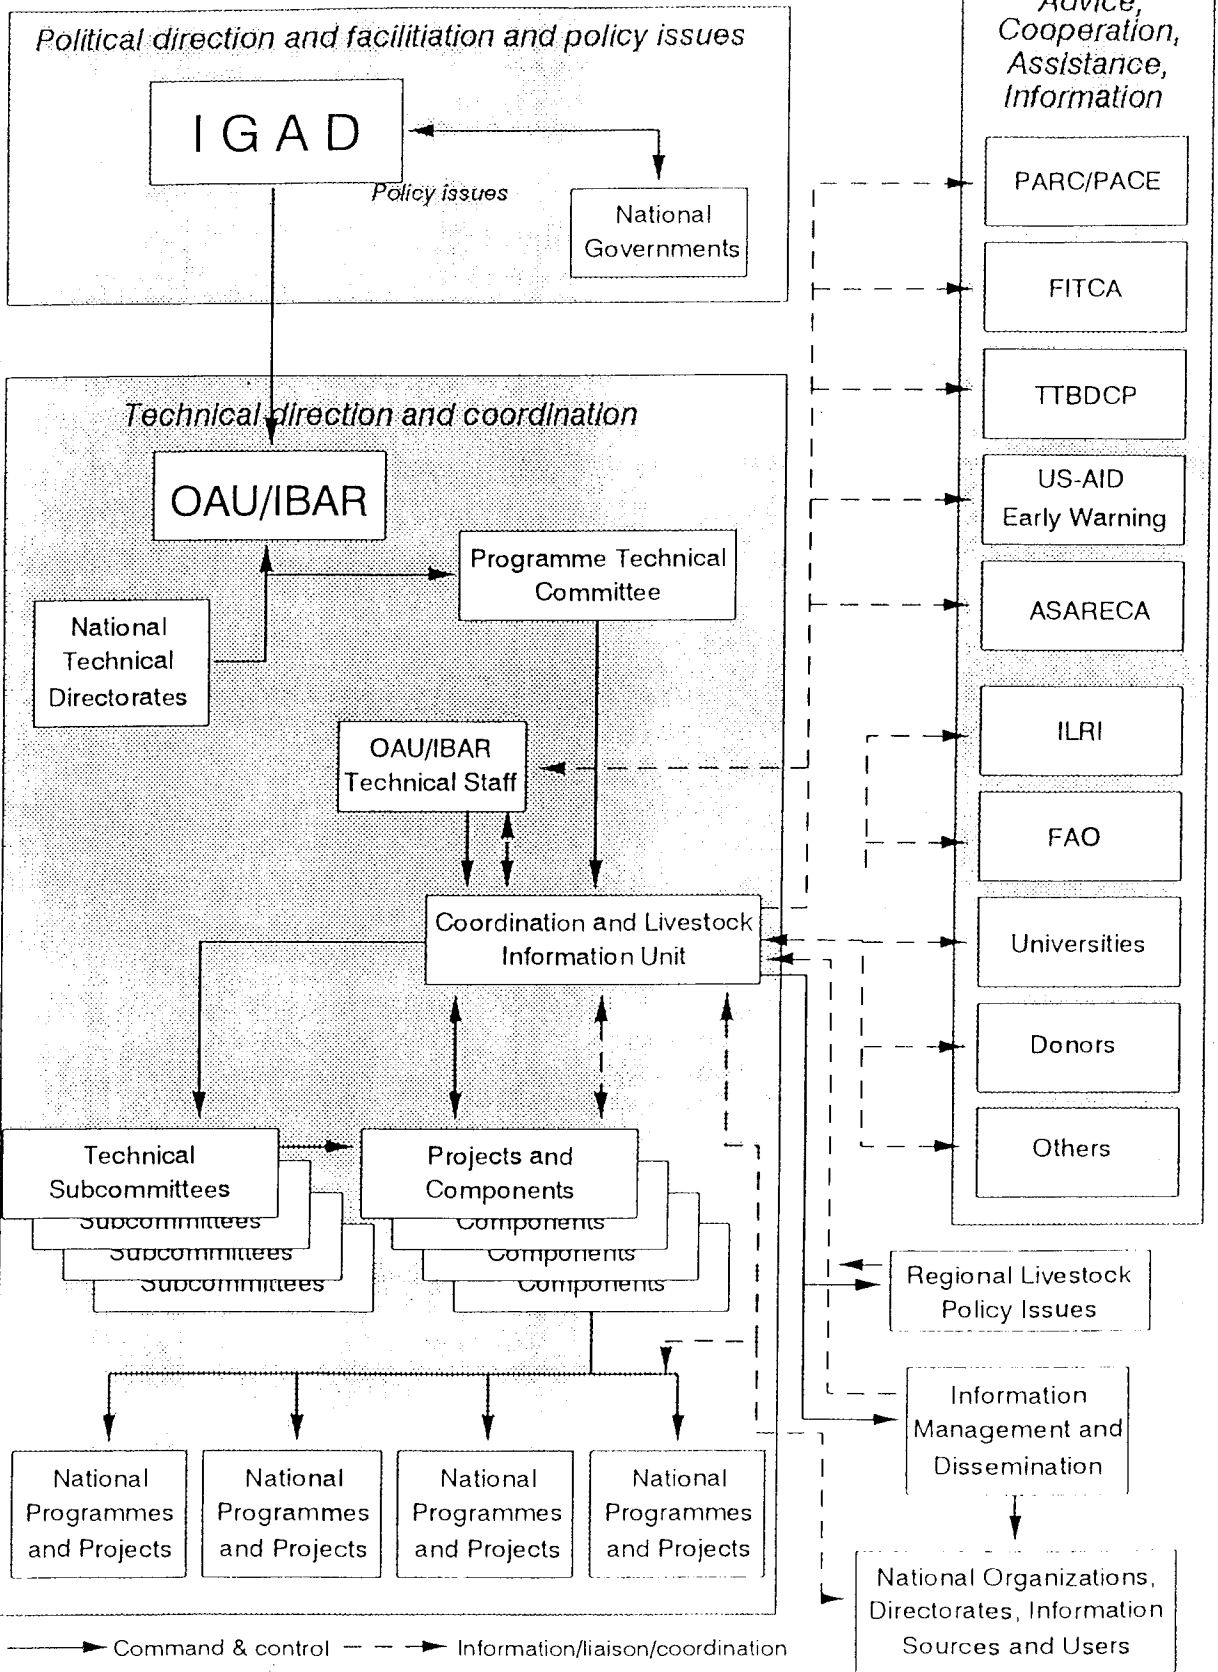 Political direction and facilitiation and policy issues
I G A D
Policy issues
National
Governments
Technical direction and coordination
OAU/IBAR
Programme Technical
Committee
National
Technical
Directorates
OAU/IBAR
Technical Staff
Coordination and Livestock
Information Unit
Technical
Subcommittees
Subcommittees
Subcommittees
Subcommittees
Projects and
Components
Components
Components
Components
National
Programmes
and Projects
National
Programmes
and Projects
National
Programmes
and Projects
National
Programmes
and Projects
Advice,
Cooperation,
Assistance,
Information
PARC/PACE
FITCA
TTBDCP
US-AID
Early Warning
ASARECA
ILRI
FAO
Universities
Donors
Others
Regional Livestock
Policy Issues
Information
Management and
Dissemination
National Organizations,
Directorates, Information
Sources and Users
Command & control
Information/liaison/coordination